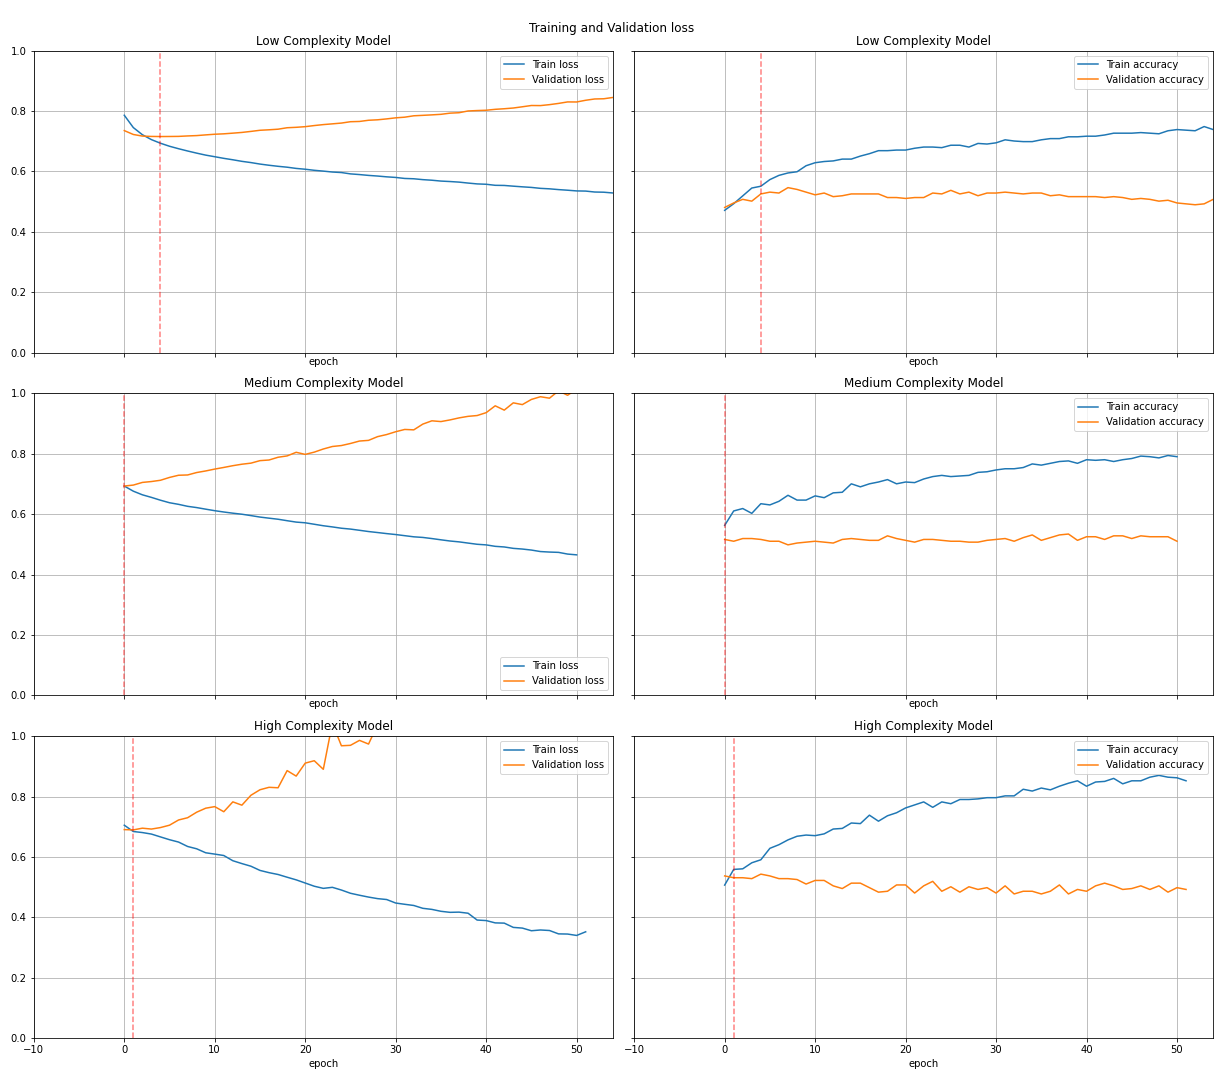 Training and Validation loss
Low Complexity Model
Low Complexity Model
1.0
0.8
0.6
0.4
0.2
0.0
Train loss
Validation loss
Train accuracy
Validation accuracy
epoch
epoch
Medium Complexity Model
Medium Complexity Model
1.0
0.8
0.6
0.4
0.2
0.0
Train loss
Validation loss
Train accuracy
Validation accuracy
epoch
epoch
High Complexity Model
High Complexity Model
1.0
0.8
0.6
0.4
0.2
0.0
Train loss
Validation loss
Train accuracy
Validation accuracy
−10 0 10 20 30 40 50
−10 0 10 20 30 40 50
epoch
epoch